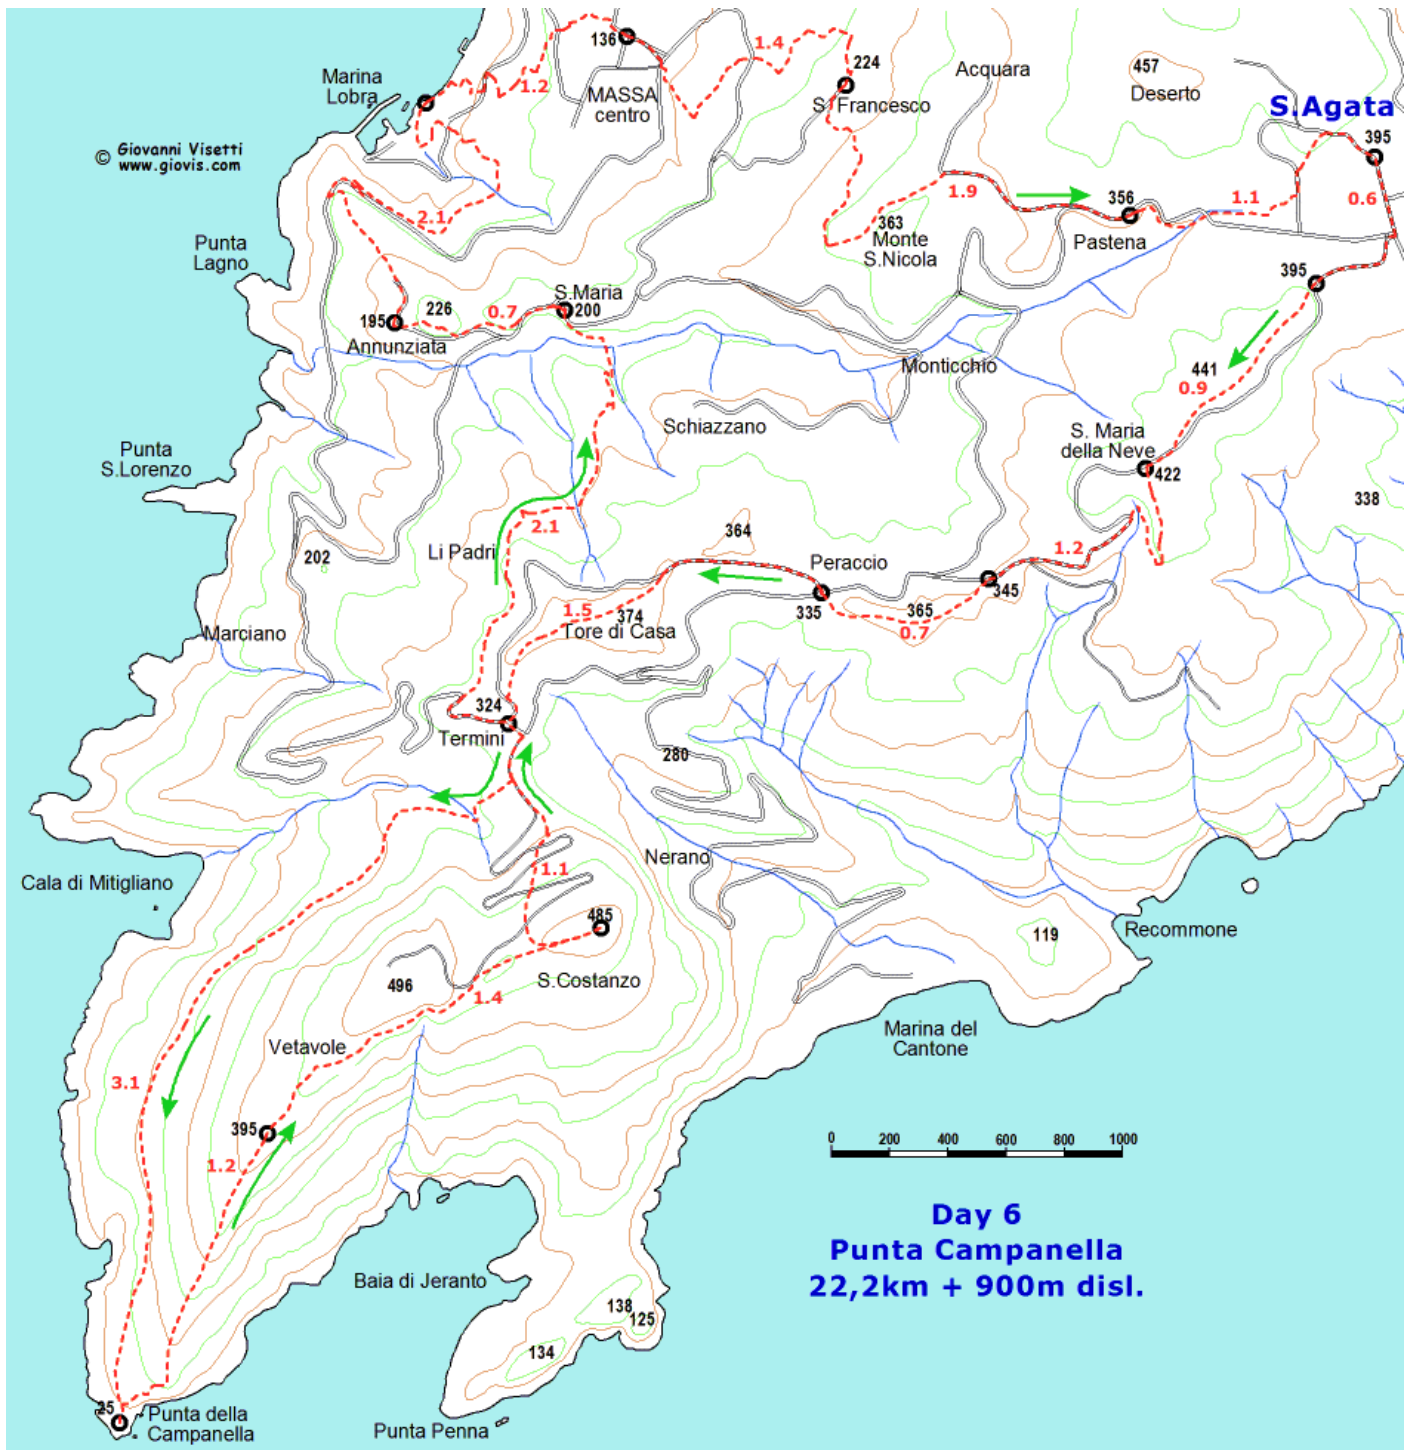 136
1.4
224
Marina
Lobra
1.2
MASSA
centro
S. Francesco
Acquara
457
Deserto
S.Agata
395
© Giovanni Visetti
www.giovis.com
2.1
1.9
363
Monte
S.Nicola
356
Pastena
1.1
0.6
Punta
Lagno
S.Maria
200
226
0.7
195
Annunziata
395
Monticchio
441
0.9
Schiazzano
S. Maria
della Neve
422
Punta
S.Lorenzo
338
202
Li Padri
2.1
364
Peraccio
1.2
345
335
365
0.7
1.5
374
Tore di Casa
Marciano
324
Termini
280
Nerano
1.1
Cala di Mitigliano
485
S.Costanzo
496
1.4
119
Recommone
Marina del
Cantone
Vetavole
3.1
395
1.2
0 200 400 600 800 1000
Day 6
Punta Campanella
22,2km + 900m disl.
Baia di Jeranto
138
125
134
25
Punta della
Campanella
Punta Penna